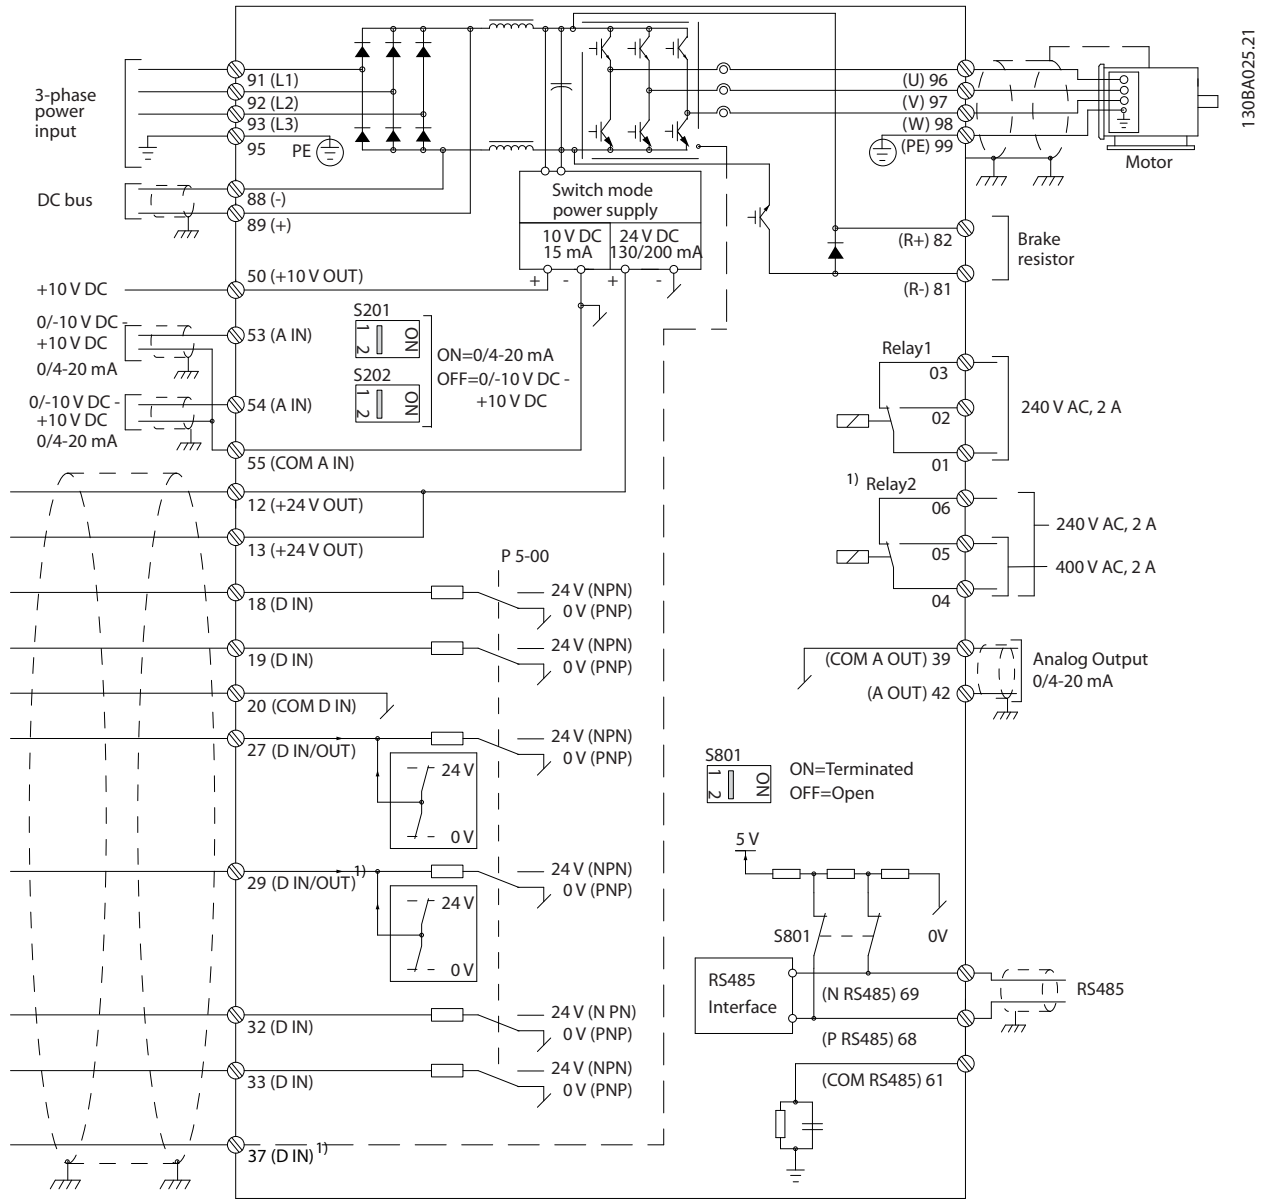 130BA025.21
3-phase
power
input
91 (L1)
92 (L2)
93 (L3)
95
PE
DC bus
88 (-)
89 (+)
Switch mode
power supply
10 V DC
15 mA
24 V DC
130/200 mA
+
-
+
-
(U) 96
(V) 97
(W) 98
(PE) 99
Motor
(R+) 82
(R-) 81
Brake
resistor
+10 V DC
50 (+10 V OUT)
0/-10 V DC -
+10 V DC
0/4-20 mA
53 (A IN)
0/-10 V DC -
+10 V DC
0/4-20 mA
54 (A IN)
55 (COM A IN)
S201
1 2
ON
S202
1 2
ON
ON=0/4-20 mA
OFF=0/-10 V DC -
+10 V DC
Relay1
03
02
01
240 V AC, 2 A
1) Relay2
06
05
04
240 V AC, 2 A
400 V AC, 2 A
12 (+24 V OUT)
13 (+24 V OUT)
P 5-00
18 (D IN)
24 V (NPN)
0 V (PNP)
19 (D IN)
24 V (NPN)
0 V (PNP)
20 (COM D IN)
27 (D IN/OUT)
24 V (NPN)
0 V (PNP)
24 V
0 V
29 (D IN/OUT) 1)
24 V (NPN)
0 V (PNP)
24 V
0 V
32 (D IN)
24 V (N PN)
0 V (PNP)
33 (D IN)
24 V (NPN)
0 V (PNP)
37 (D IN) 1)
(COM A OUT) 39
(A OUT) 42
Analog Output
0/4-20 mA
S801
1 2
ON
ON=Terminated
OFF=Open
5 V
S801
0V
RS485
Interface
(N RS485) 69
(P RS485) 68
RS485
(COM RS485) 61